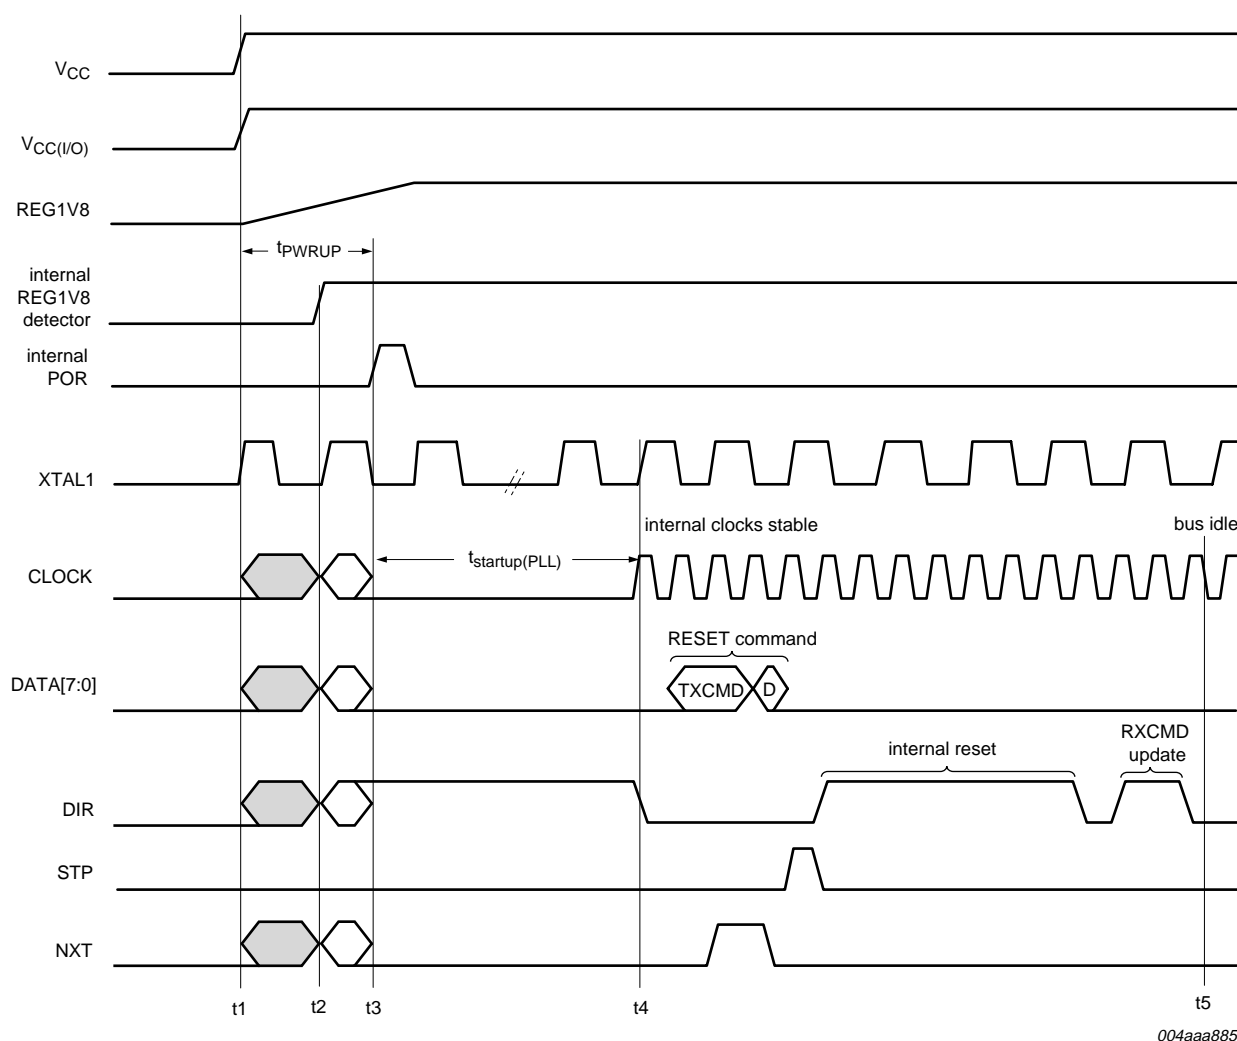 VCC
VCC(I/O)
REG1V8
tPWRUP
internal
REG1V8
detector
internal
POR
XTAL1
internal clocks stable
bus idle
CLOCK
tstartup(PLL)
RESET command
DATA[7:0]
TXCMD
D
RXCMD
update
internal reset
DIR
STP
NXT
t1
t2
t3
t4
t5
004aaa885